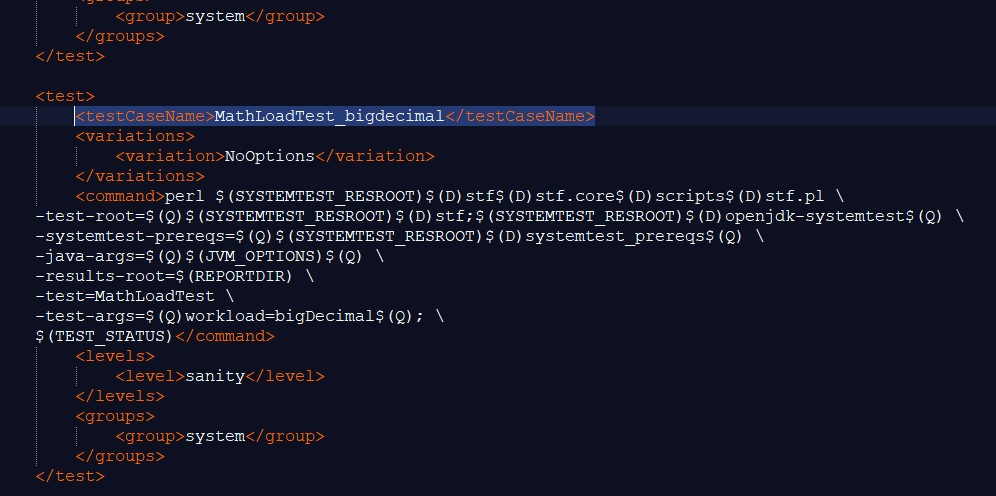 <group>system</group>
</groups>
</test>
<test>
<testCaseName>MathLoadTest_bigdecimal</testCaseName>
<variations>
<variation>NoOptions</variation>
</variations>
<command>perl $(SYSTEMTEST_RESROOT)$(D)stf$(D)stf.core$(D)scripts$(D)stf.pl \
-test-root=$(Q)$(SYSTEMTEST_RESROOT)$(D)stf;$(SYSTEMTEST_RESROOT)$(D)openjdk-systemtest$(Q) \
-systemtest-prereqs=$(Q)$(SYSTEMTEST_RESROOT)$(D)systemtest_prereqs$(Q) \
-java-args=$(Q)$(JVM_OPTIONS)$(Q) \
-results-root=$(REPORTDIR) \
-test=MathLoadTest \
-test-args=$(Q)workload=bigDecimal$(Q); \
$(TEST_STATUS)</command>
<levels>
<level>sanity</level>
</levels>
<groups>
<group>system</group>
</groups>
</test>